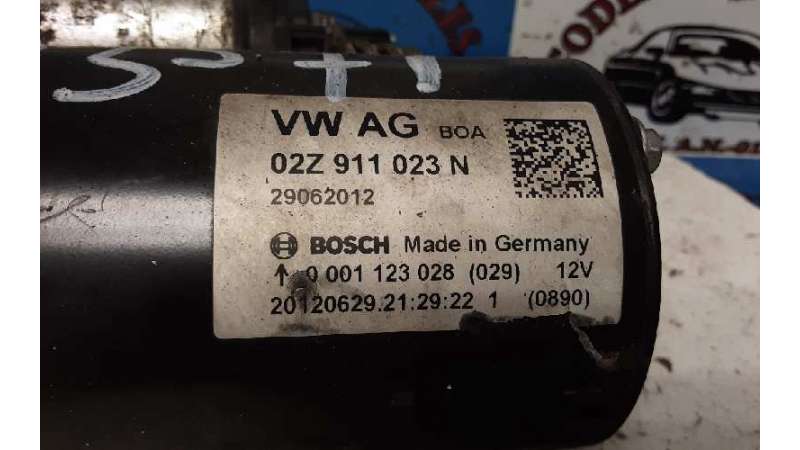 VW AG BOA
02Z 911 023 N
29062012
BOSCH Made in Germany
↑ 0 001 123 028 (029) 12V
20120629.21:29:22 1 (0890)